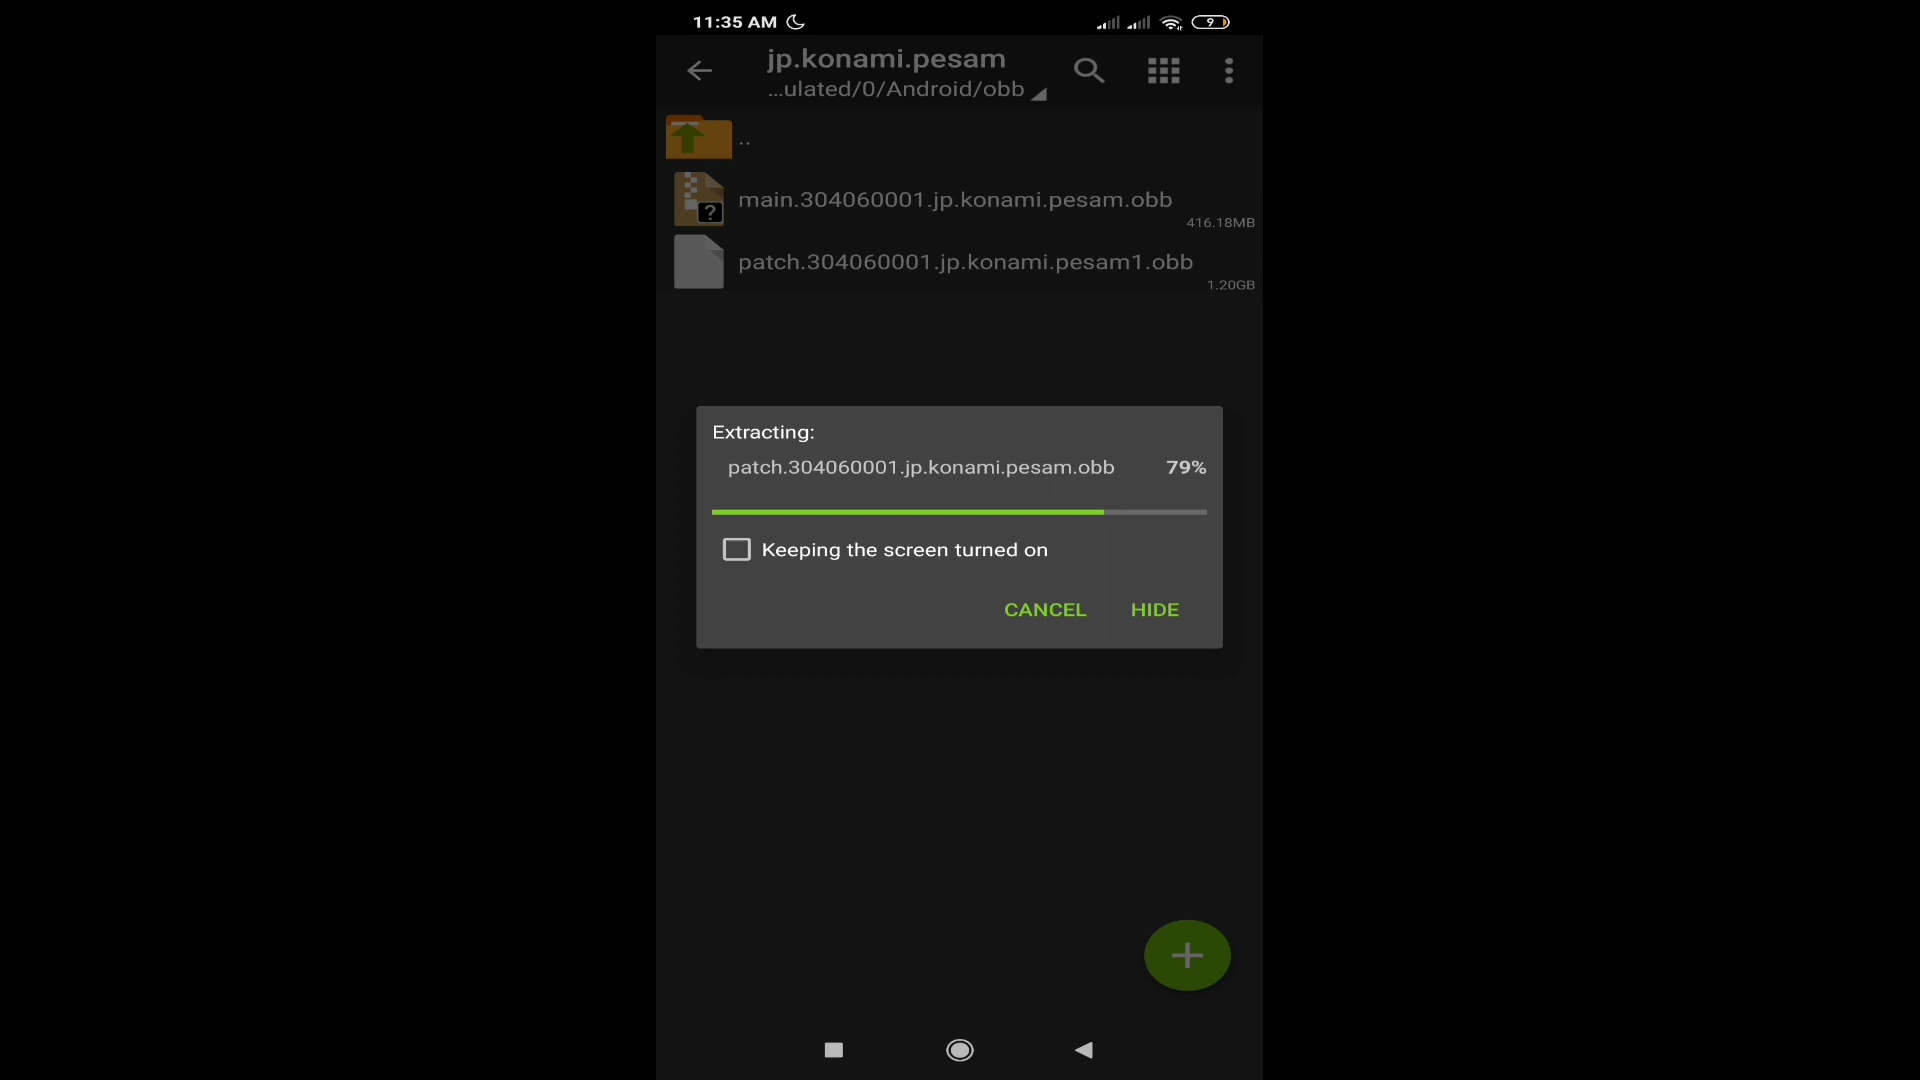 11:35 AM
9
jp.konami.pesam
...ulated/0/Android/obb
..
main.304060001.jp.konami.pesam.obb
416.18MB
patch.304060001.jp.konami.pesam1.obb
1.20GB
Extracting:
patch.304060001.jp.konami.pesam.obb 79%
Keeping the screen turned on
CANCEL HIDE